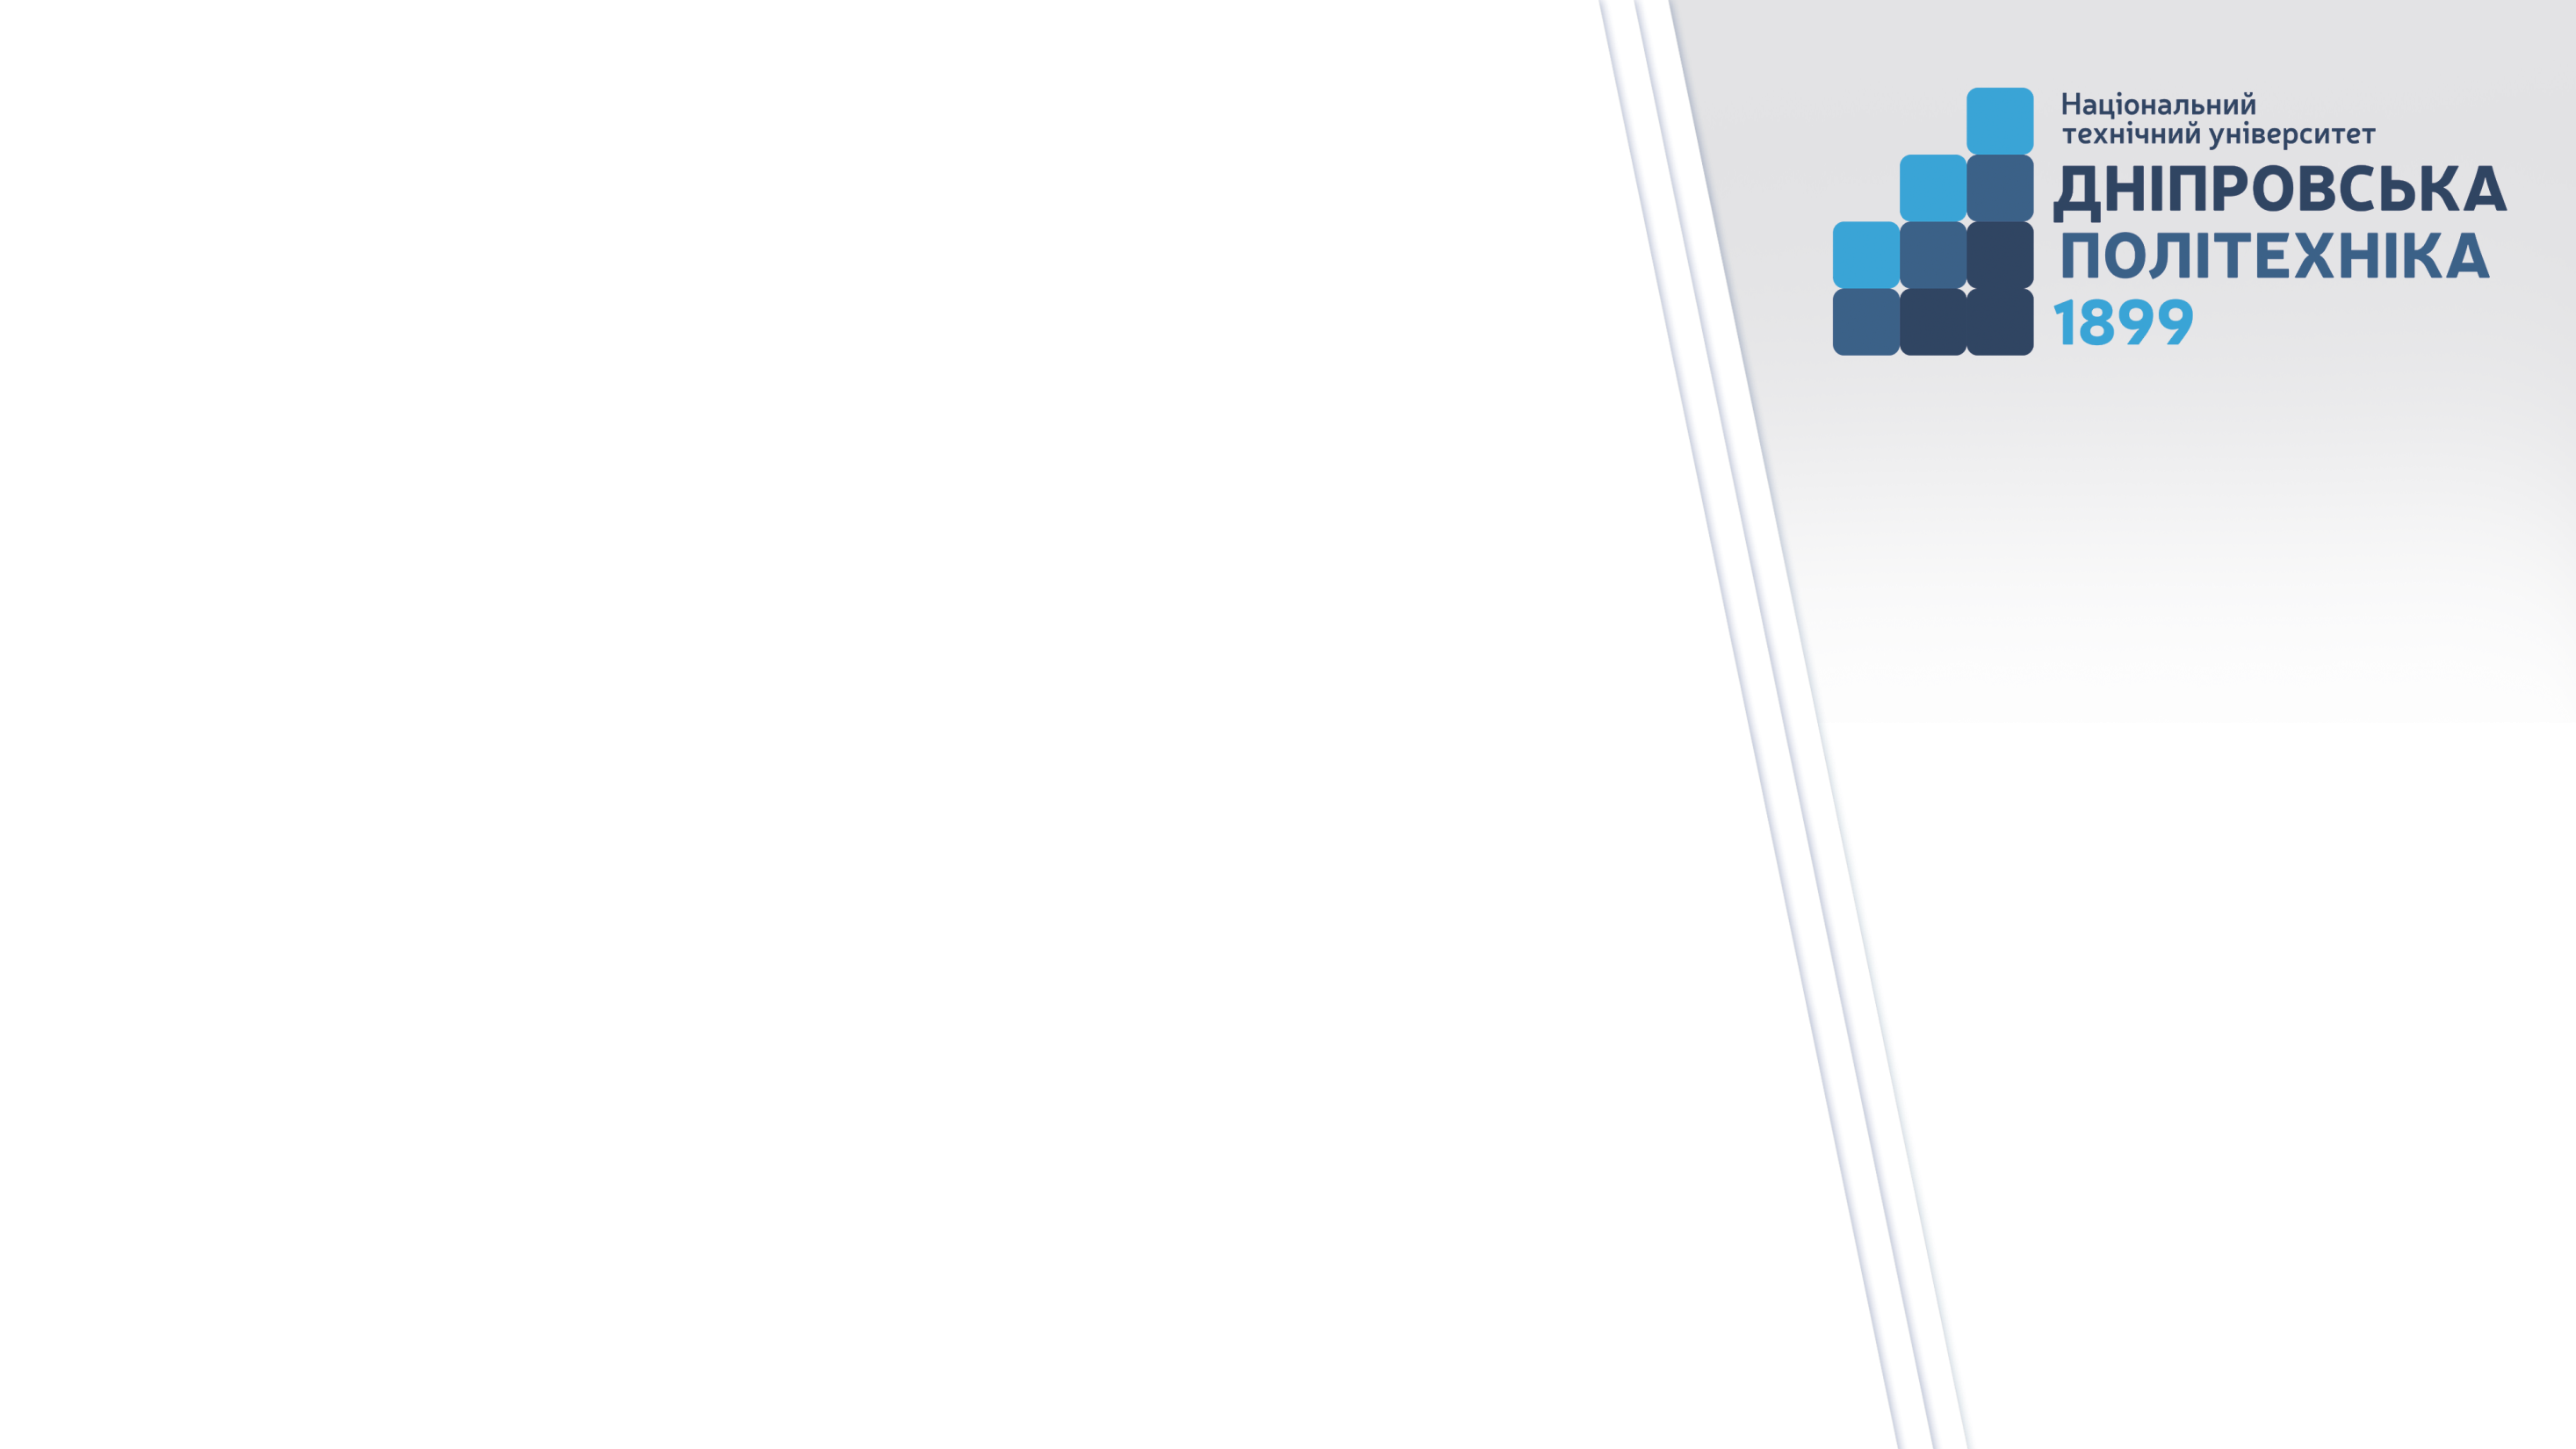 Національний
технічний університет
ДНІПРОВСЬКА
ПОЛІТЕХНІКА
1899